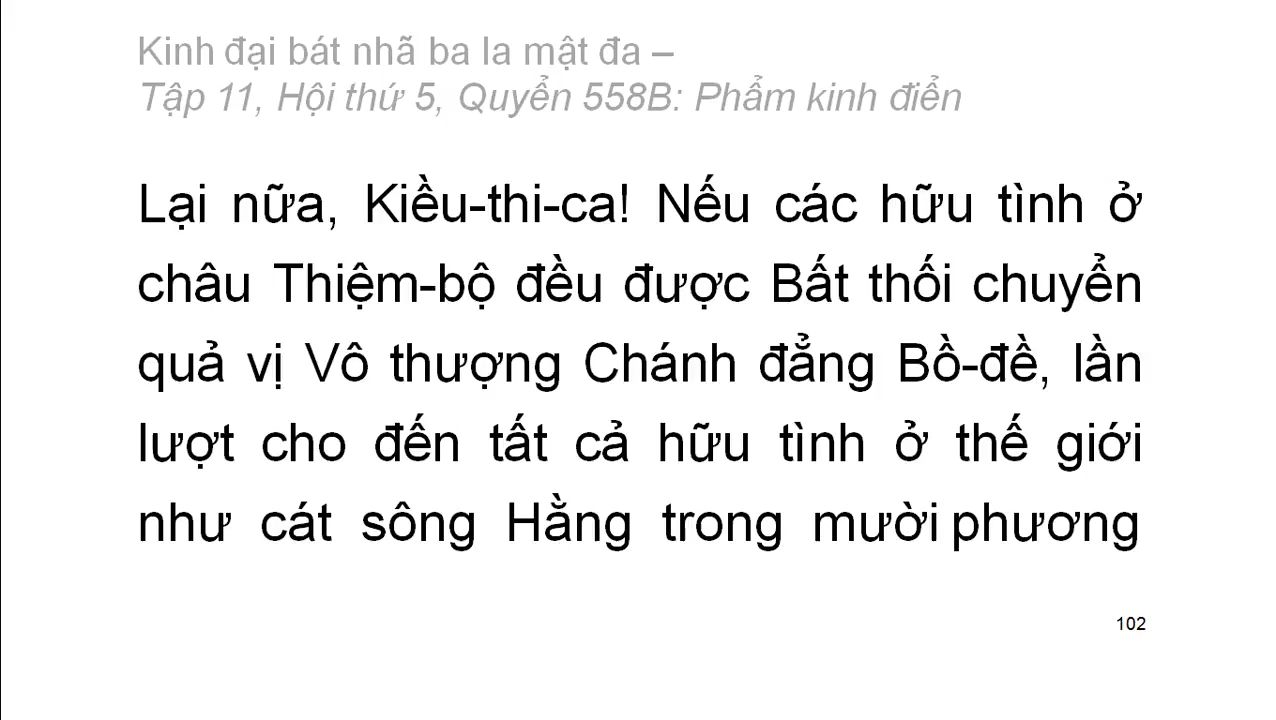 Kinh đại bát nhã ba la mật đa –
Tập 11, Hội thứ 5, Quyển 558B: Phẩm kinh điển
Lại nữa, Kiều-thi-ca! Nếu các hữu tình ở
châu Thiệm-bộ đều được Bất thối chuyển
quả vị Vô thượng Chánh đẳng Bồ-đề, lần
lượt cho đến tất cả hữu tình ở thế giới
như cát sông Hằng trong mười phương
102